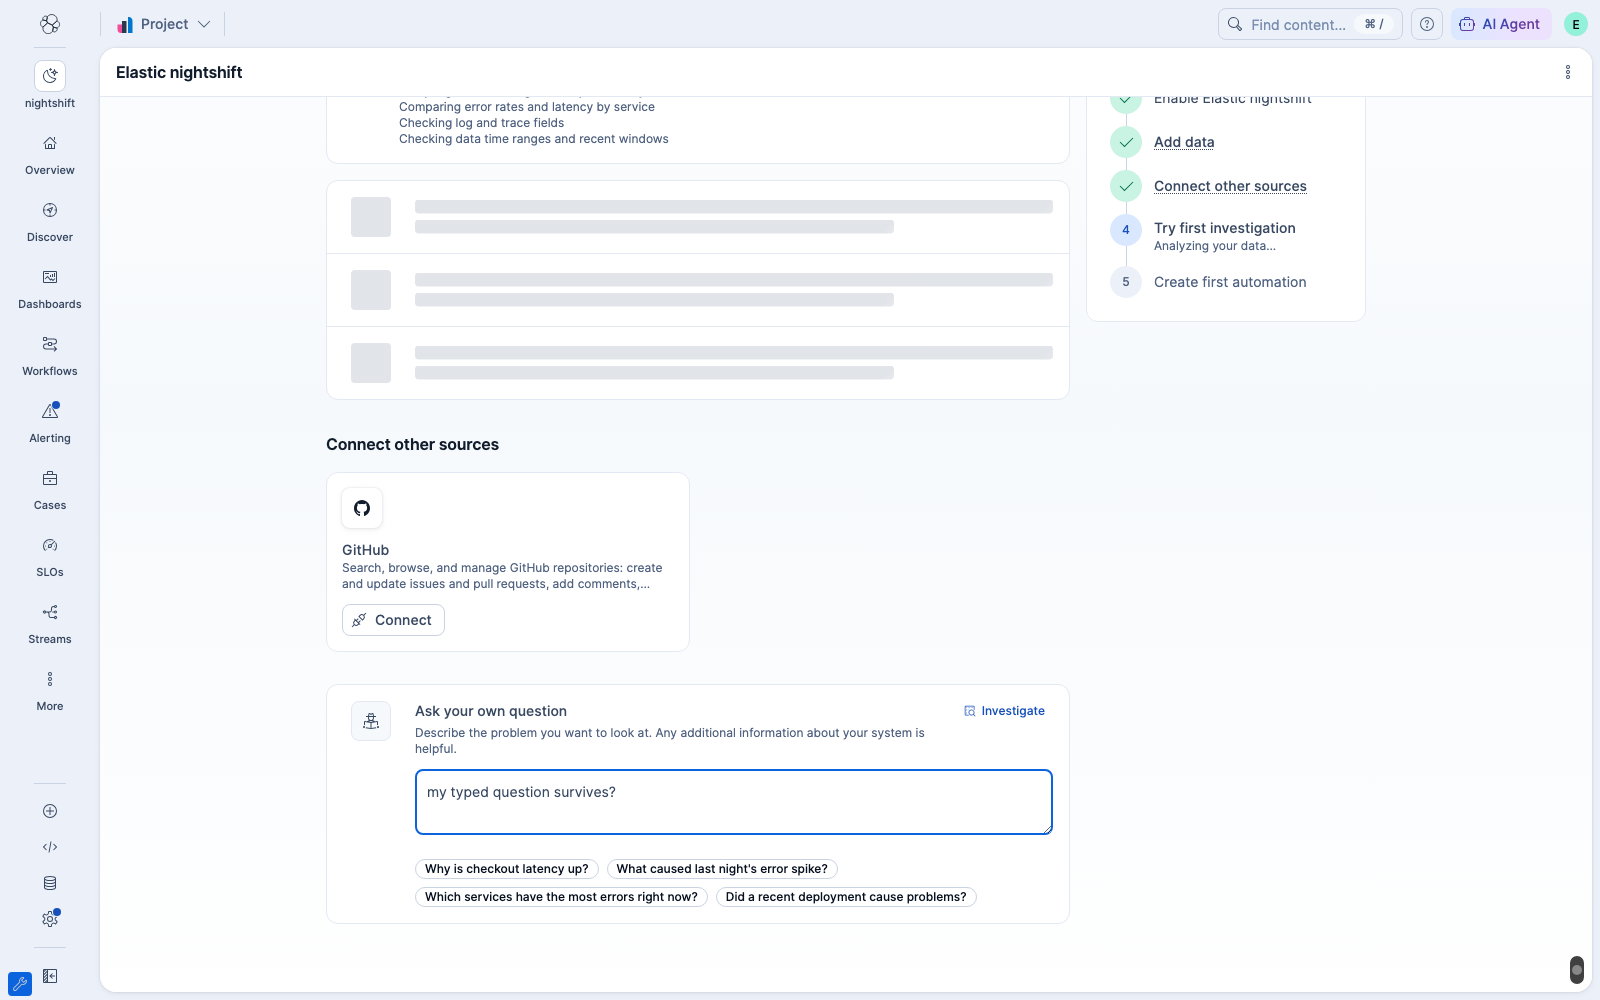 Project
Find content...
⌘ /
AI Agent
E
Elastic nightshift
nightshift
Overview
Discover
Dashboards
Workflows
Alerting
Cases
SLOs
Streams
More
Comparing error rates and latency by service
Checking log and trace fields
Checking data time ranges and recent windows
Enable Elastic nightshift
Add data
Connect other sources
4
Try first investigation
Analyzing your data...
5
Create first automation
Connect other sources
GitHub
Search, browse, and manage GitHub repositories: create
and update issues and pull requests, add comments,...
Connect
Ask your own question
Investigate
Describe the problem you want to look at. Any additional information about your system is
helpful.
my typed question survives?
Why is checkout latency up?
What caused last night's error spike?
Which services have the most errors right now?
Did a recent deployment cause problems?